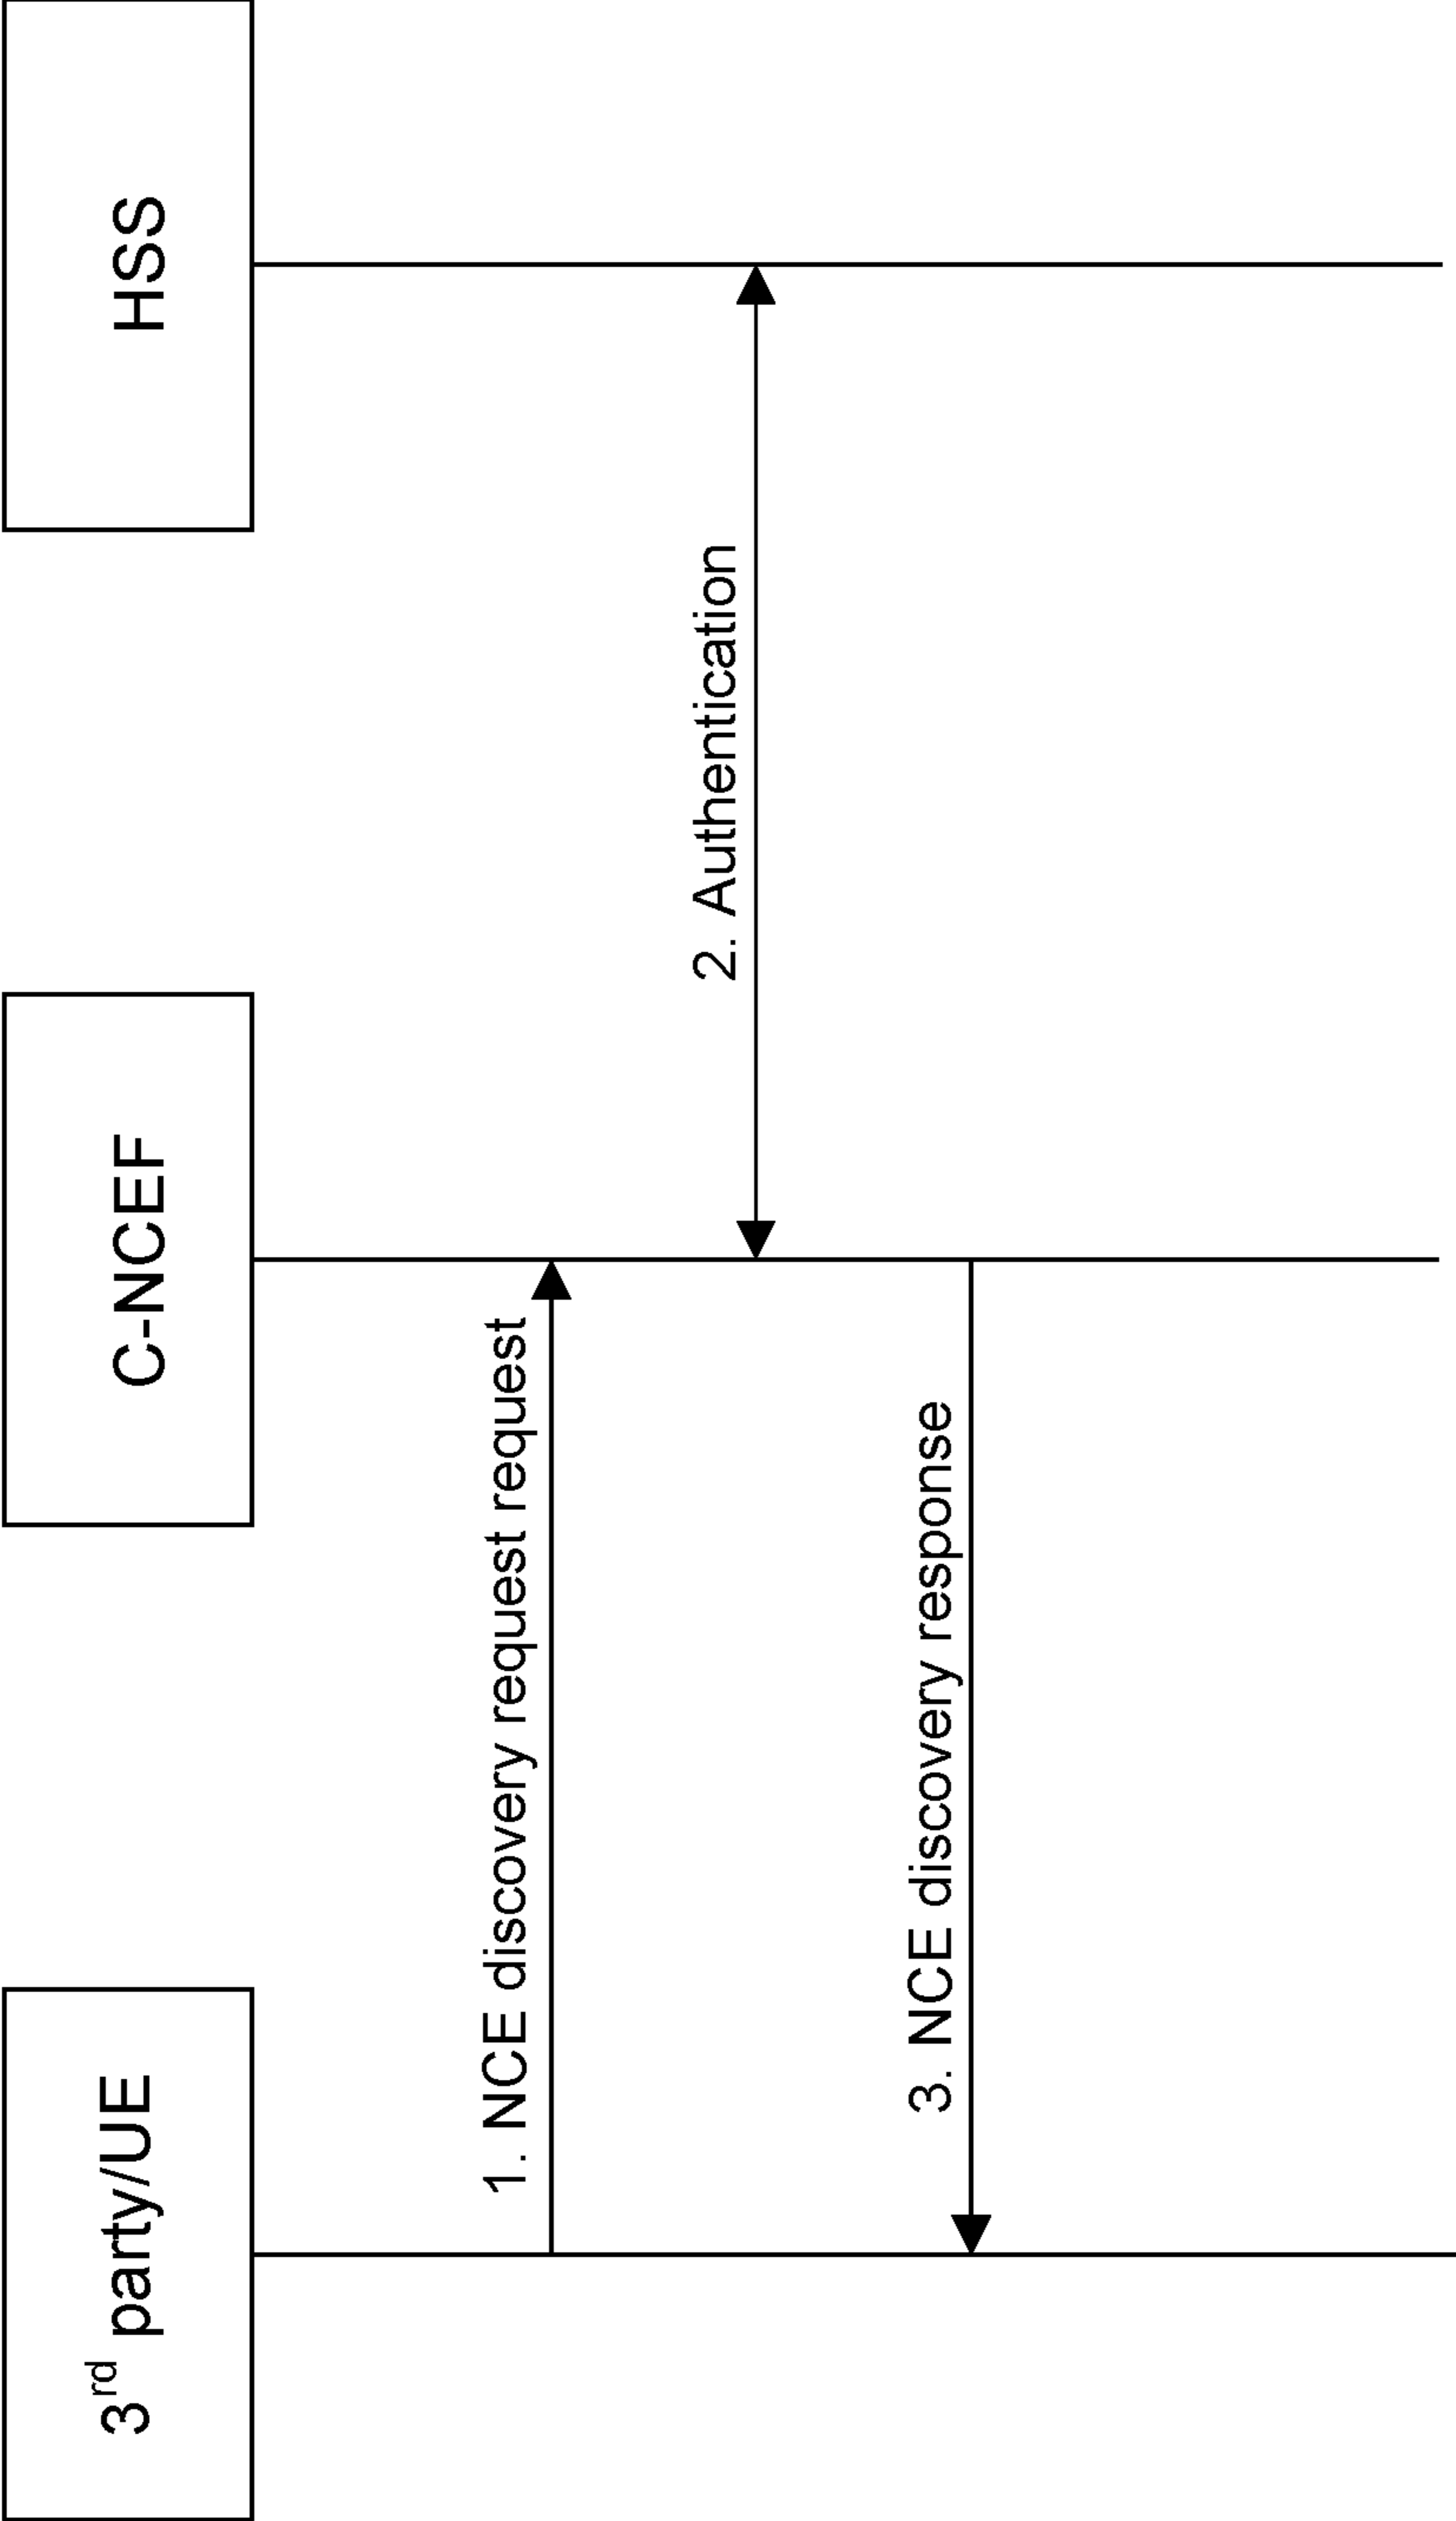 3rd party/UE
C-NCEF
HSS
1. NCE discovery request request
2. Authentication
3. NCE discovery response